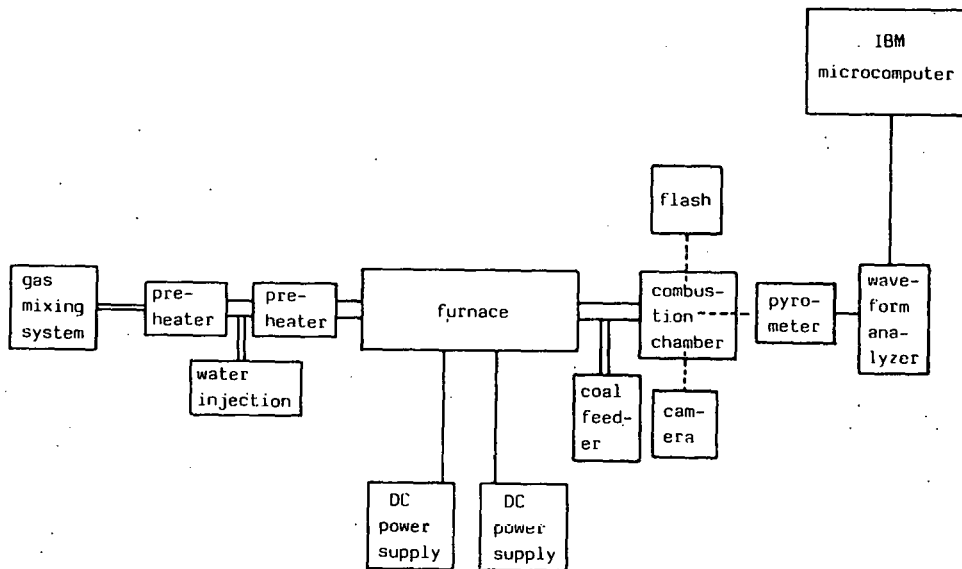 IBM
microcomputer
flash
gas
mixing
system
pre-
heater
pre-
heater
furnace
combus-
tion
chamber
pyro-
meter
wave-
form
ana-
lyzer
water
injection
coal
feed-
er
cam-
era
DC
power
supply
DC
power
supply